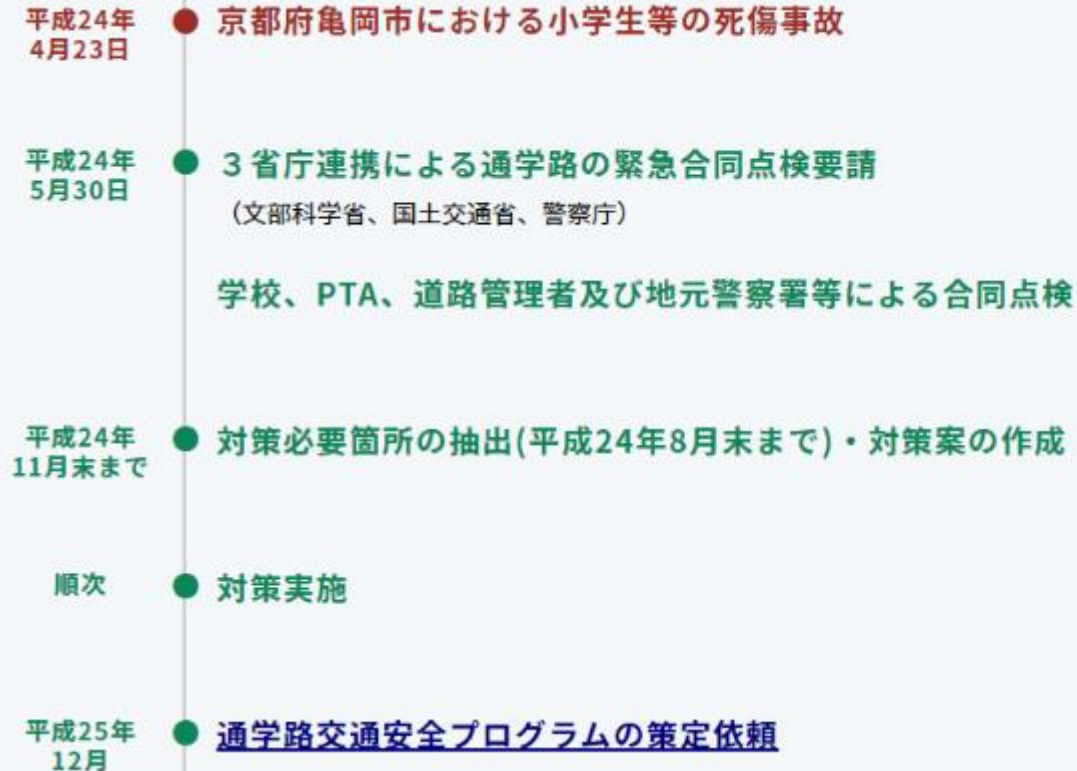 平成24年
4月23日
京都府亀岡市における小学生等の死傷事故
平成24年
5月30日
３省庁連携による通学路の緊急合同点検要請
（文部科学省、国土交通省、警察庁）
学校、PTA、道路管理者及び地元警察署等による合同点検
平成24年
11月末まで
対策必要箇所の抽出(平成24年8月末まで)・対策案の作成
順次
対策実施
平成25年
12月
通学路交通安全プログラムの策定依頼